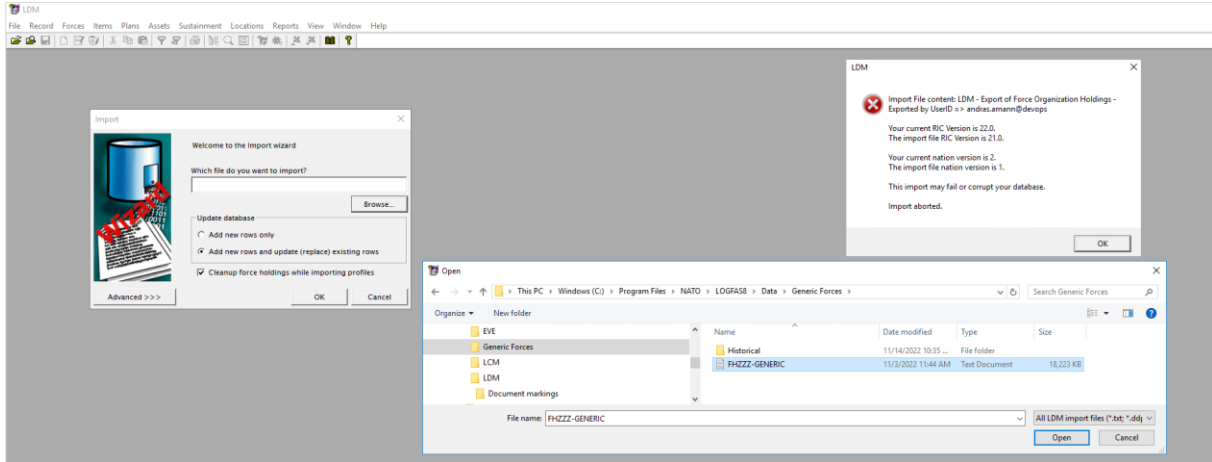 LDM
File Record Forces Items Plans Assets Sustainment Locations Reports View Window Help
Import
Welcome to the Import wizard
Which file do you want to import?
Browse...
Update database
Add new rows only
Add new rows and update (replace) existing rows
Cleanup force holdings while importing profiles
Advanced >>>
OK
Cancel
Wizard
LDM
Import File content: LDM - Export of Force Organization Holdings -
Exported by UserID => andras.amann@devops
Your current RIC Version is 22.0.
The import file RIC Version is 21.0.
Your current nation version is 2.
The import file nation version is 1.
This import may fail or corrupt your database.
Import aborted.
OK
Open
This PC > Windows (C:) > Program Files > NATO > LOGFAS8 > Data > Generic Forces >
Search Generic Forces
Organize
New folder
EVE
Generic Forces
LCM
LDM
Document markings
Name Date modified Type Size
Historical 11/14/2022 10:35 ... File folder
FHZZZ-GENERIC 11/3/2022 11:44 AM Text Document 18,223 KB
File name: FHZZZ-GENERIC
All LDM import files (*.txt; *.dd
Open
Cancel